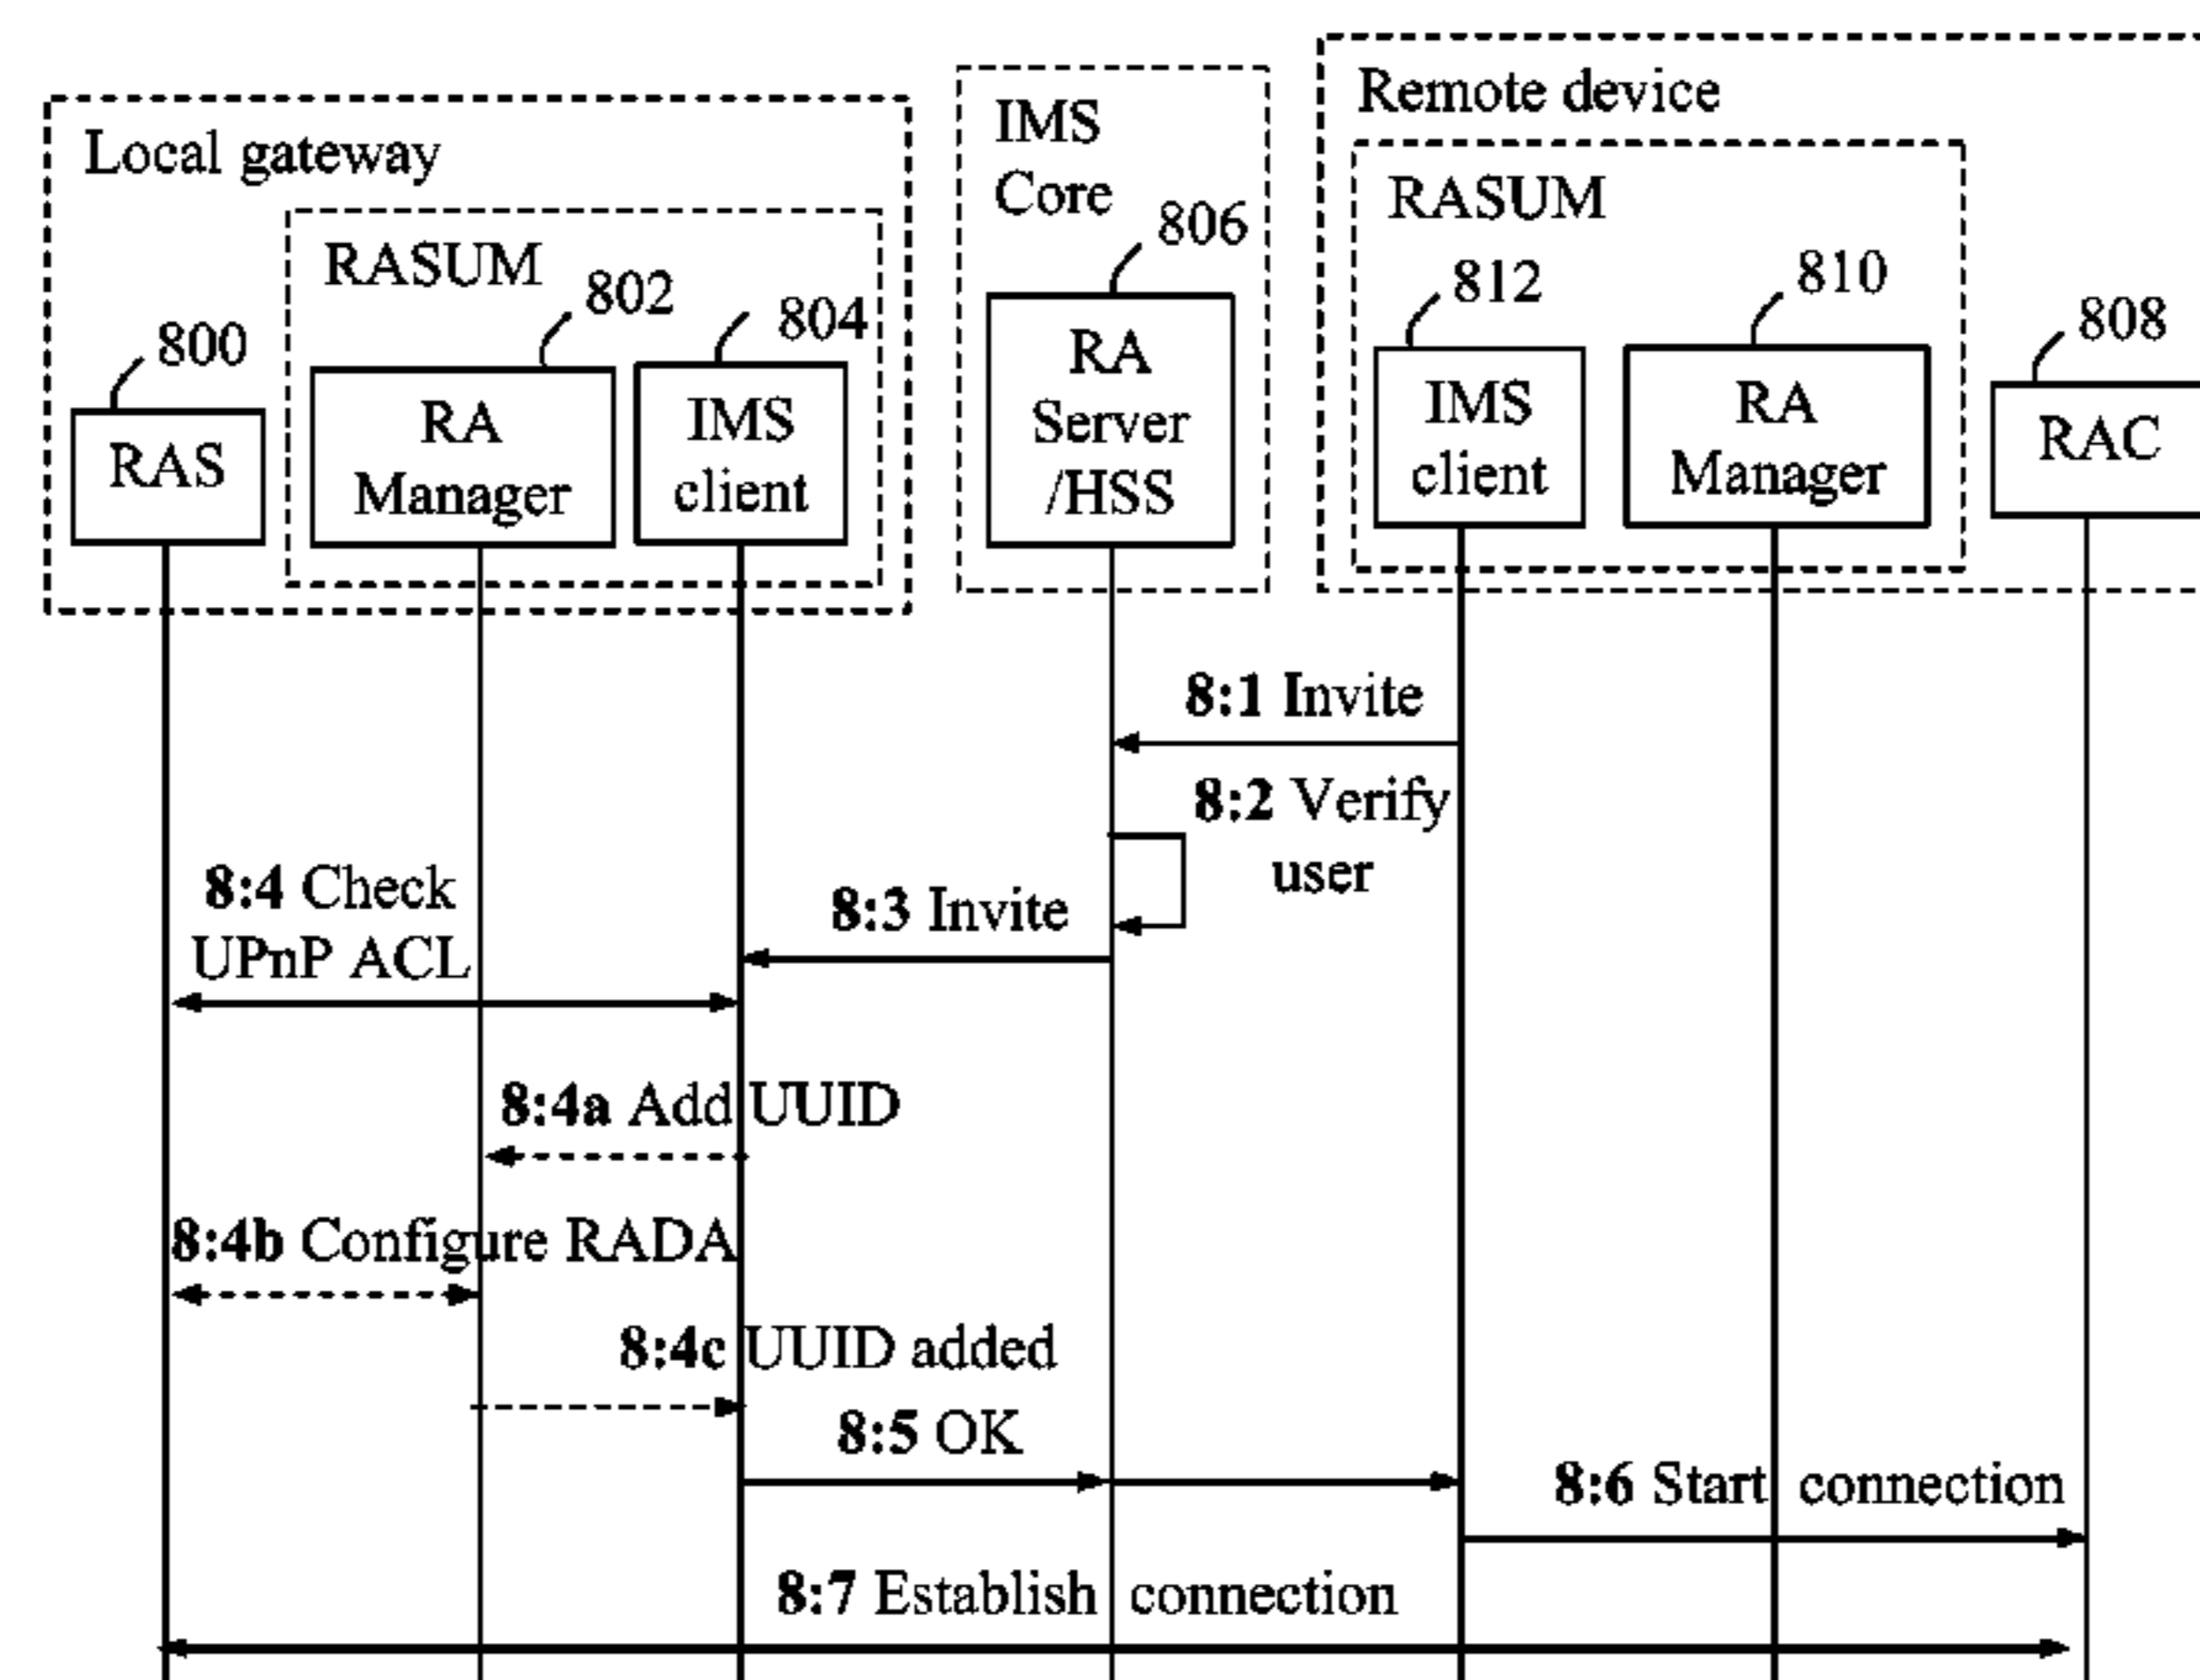 Remote device
IMS
Core
Local gateway
RASUM
806
RASUM
812
810
802
804
800
808
RAS
RA
Manager
IMS
client
RA
Server
/HSS
IMS
client
RA
Manager
RAC
8:1 Invite
8:2 Verify
user
8:3 Invite
8:4 Check
UPnP ACL
8:4a Add UUID
8:4b Configure RADA
8:4c UUID added
8:5 OK
8:6 Start connection
8:7 Establish connection